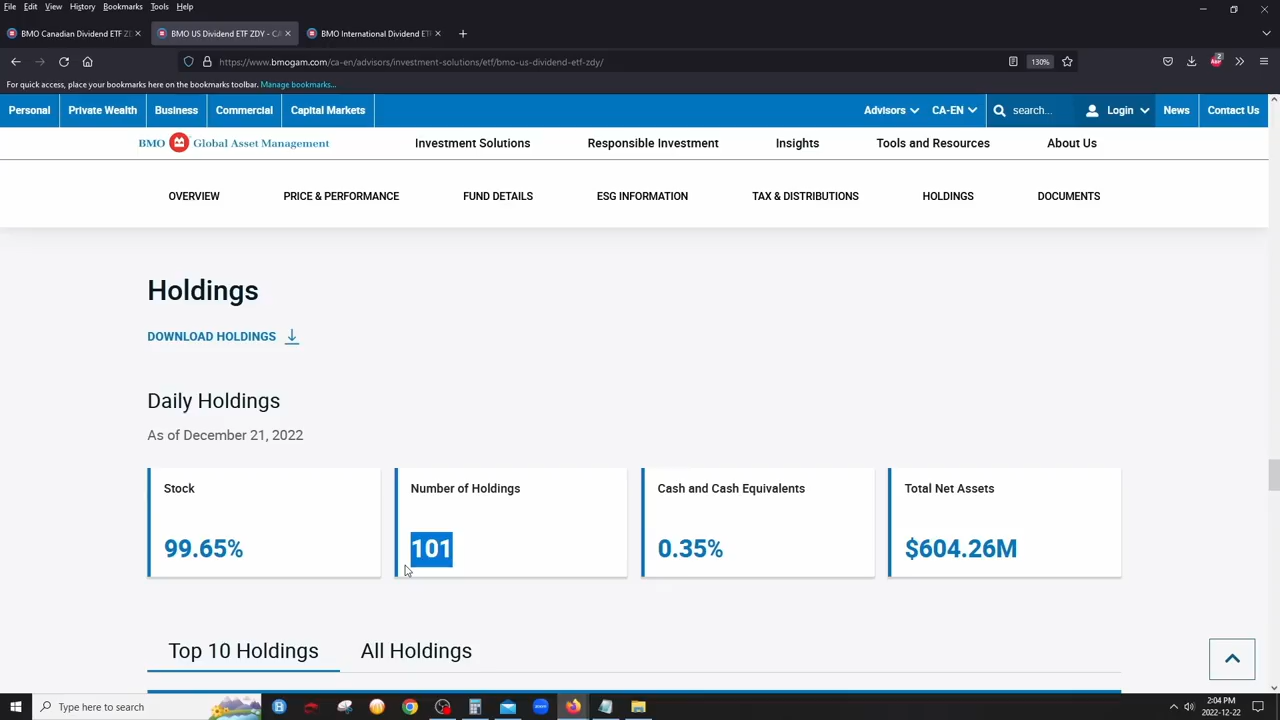 File Edit View History Bookmarks Tools Help
BMO Canadian Dividend ETF ZD
BMO US Dividend ETF ZDY - CA
BMO International Dividend ETF
https://www.bmogam.com/ca-en/advisors/investment-solutions/etf/bmo-us-dividend-etf-zdy/
130%
2
For quick access, place your bookmarks here on the bookmarks toolbar. Manage bookmarks...
Personal Private Wealth Business Commercial Capital Markets Advisors CA-EN search... Login News Contact Us
BMO Global Asset Management Investment Solutions Responsible Investment Insights Tools and Resources About Us
OVERVIEW PRICE & PERFORMANCE FUND DETAILS ESG INFORMATION TAX & DISTRIBUTIONS HOLDINGS DOCUMENTS
Holdings
DOWNLOAD HOLDINGS
Daily Holdings
As of December 21, 2022
Stock
99.65%
Number of Holdings
101
Cash and Cash Equivalents
0.35%
Total Net Assets
$604.26M
Top 10 Holdings All Holdings
Type here to search
2:04 PM
2022-12-22